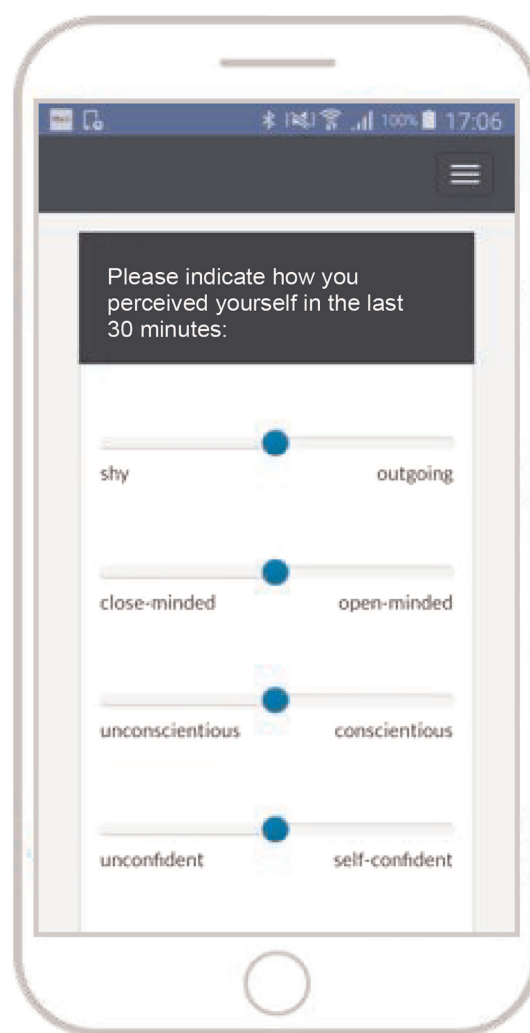 100% 17:06
Please indicate how you
perceived yourself in the last
30 minutes:
shy outgoing
close-minded open-minded
unconscientious conscientious
unconfident self-confident